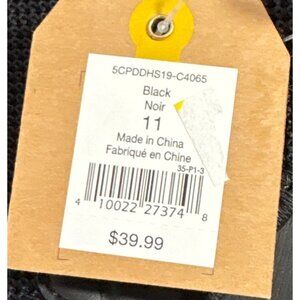 5CPDDHS19-C4065
Black
Noir
11
Made in China
Fabriqué en Chine
35-P1-3
4 10022 27374 8
$39.99